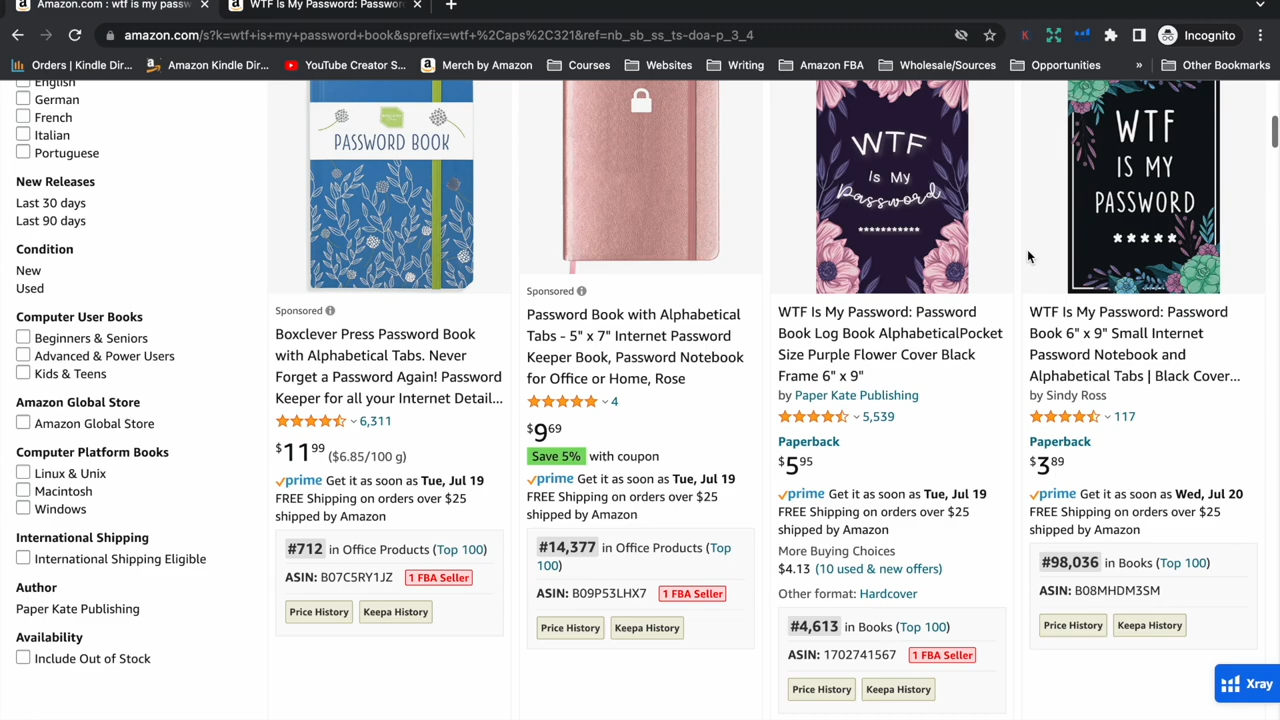 Amazon.com : wtf is my passw
WTF Is My Password: Passwor
amazon.com/s?k=wtf+is+my+password+book&sprefix=wtf+%2Caps%2C321&ref=nb_sb_ss_ts-doa-p_3_4
Incognito
Orders | Kindle Dir...
Amazon Kindle Dir...
YouTube Creator S...
Merch by Amazon
Courses
Websites
Writing
Amazon FBA
Wholesale/Sources
Opportunities
»
Other Bookmarks
English
German
French
Italian
Portuguese
New Releases
Last 30 days
Last 90 days
Condition
New
Used
Computer User Books
Beginners & Seniors
Advanced & Power Users
Kids & Teens
Amazon Global Store
Amazon Global Store
Computer Platform Books
Linux & Unix
Macintosh
Windows
International Shipping
International Shipping Eligible
Author
Paper Kate Publishing
Availability
Include Out of Stock
PASSWORD BOOK
Sponsored
Boxclever Press Password Book
with Alphabetical Tabs. Never
Forget a Password Again! Password
Keeper for all your Internet Detail...
6,311
$11.99 ($6.85/100 g)
prime Get it as soon as Tue, Jul 19
FREE Shipping on orders over $25
shipped by Amazon
#712 in Office Products (Top 100)
ASIN: B07C5RY1JZ 1 FBA Seller
Price History Keepa History
Sponsored
Password Book with Alphabetical
Tabs - 5" x 7" Internet Password
Keeper Book, Password Notebook
for Office or Home, Rose
4
$9.69
Save 5% with coupon
prime Get it as soon as Tue, Jul 19
FREE Shipping on orders over $25
shipped by Amazon
#14,377 in Office Products (Top
100)
ASIN: B09P53LHX7 1 FBA Seller
Price History Keepa History
WTF
Is My
Password
***********
WTF Is My Password: Password
Book Log Book AlphabeticalPocket
Size Purple Flower Cover Black
Frame 6" x 9"
by Paper Kate Publishing
5,539
Paperback
$5.95
prime Get it as soon as Tue, Jul 19
FREE Shipping on orders over $25
shipped by Amazon
More Buying Choices
$4.13 (10 used & new offers)
Other format: Hardcover
#4,613 in Books (Top 100)
ASIN: 1702741567 1 FBA Seller
Price History Keepa History
WTF
IS MY
PASSWORD
*****
WTF Is My Password: Password
Book 6" x 9" Small Internet
Password Notebook and
Alphabetical Tabs | Black Cover...
by Sindy Ross
117
Paperback
$3.89
prime Get it as soon as Wed, Jul 20
FREE Shipping on orders over $25
shipped by Amazon
#98,036 in Books (Top 100)
ASIN: B08MHDM3SM
Price History Keepa History
Xray